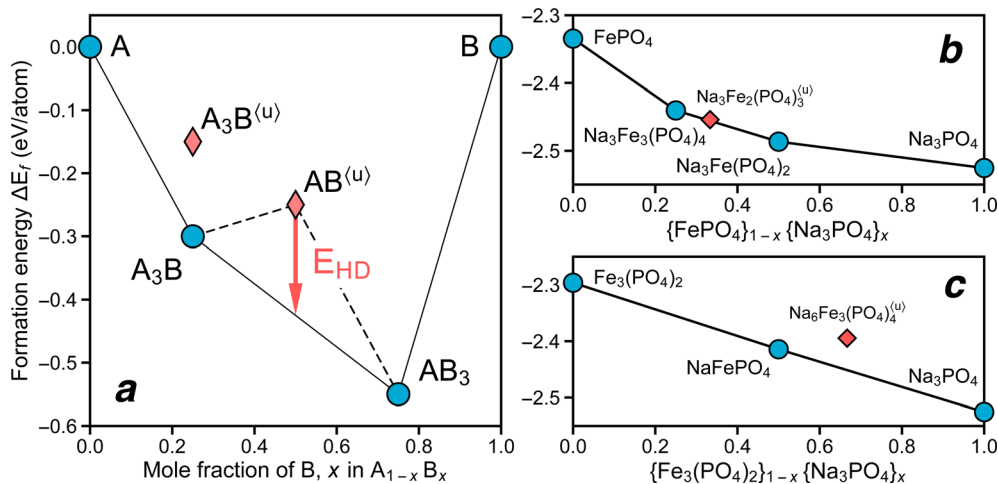 Formation energy ΔE_f (eV/atom)
0.0
−0.1
−0.2
−0.3
−0.4
−0.5
−0.6
A
B
A₃B⟨ᵘ⟩
AB⟨ᵘ⟩
A₃B
E_HD
AB₃
a
0.0 0.2 0.4 0.6 0.8 1.0
Mole fraction of B, x in A₁₋ₓBₓ
−2.3
−2.4
−2.5
FePO₄
b
Na₃Fe₂(PO₄)₃⟨ᵘ⟩
Na₃Fe₃(PO₄)₄
Na₃Fe(PO₄)₂
Na₃PO₄
0.0 0.2 0.4 0.6 0.8 1.0
{FePO₄}₁₋ₓ{Na₃PO₄}ₓ
−2.3
−2.4
−2.5
Fe₃(PO₄)₂
c
Na₆Fe₃(PO₄)₄⟨ᵘ⟩
NaFePO₄
Na₃PO₄
0.0 0.2 0.4 0.6 0.8 1.0
{Fe₃(PO₄)₂}₁₋ₓ{Na₃PO₄}ₓ